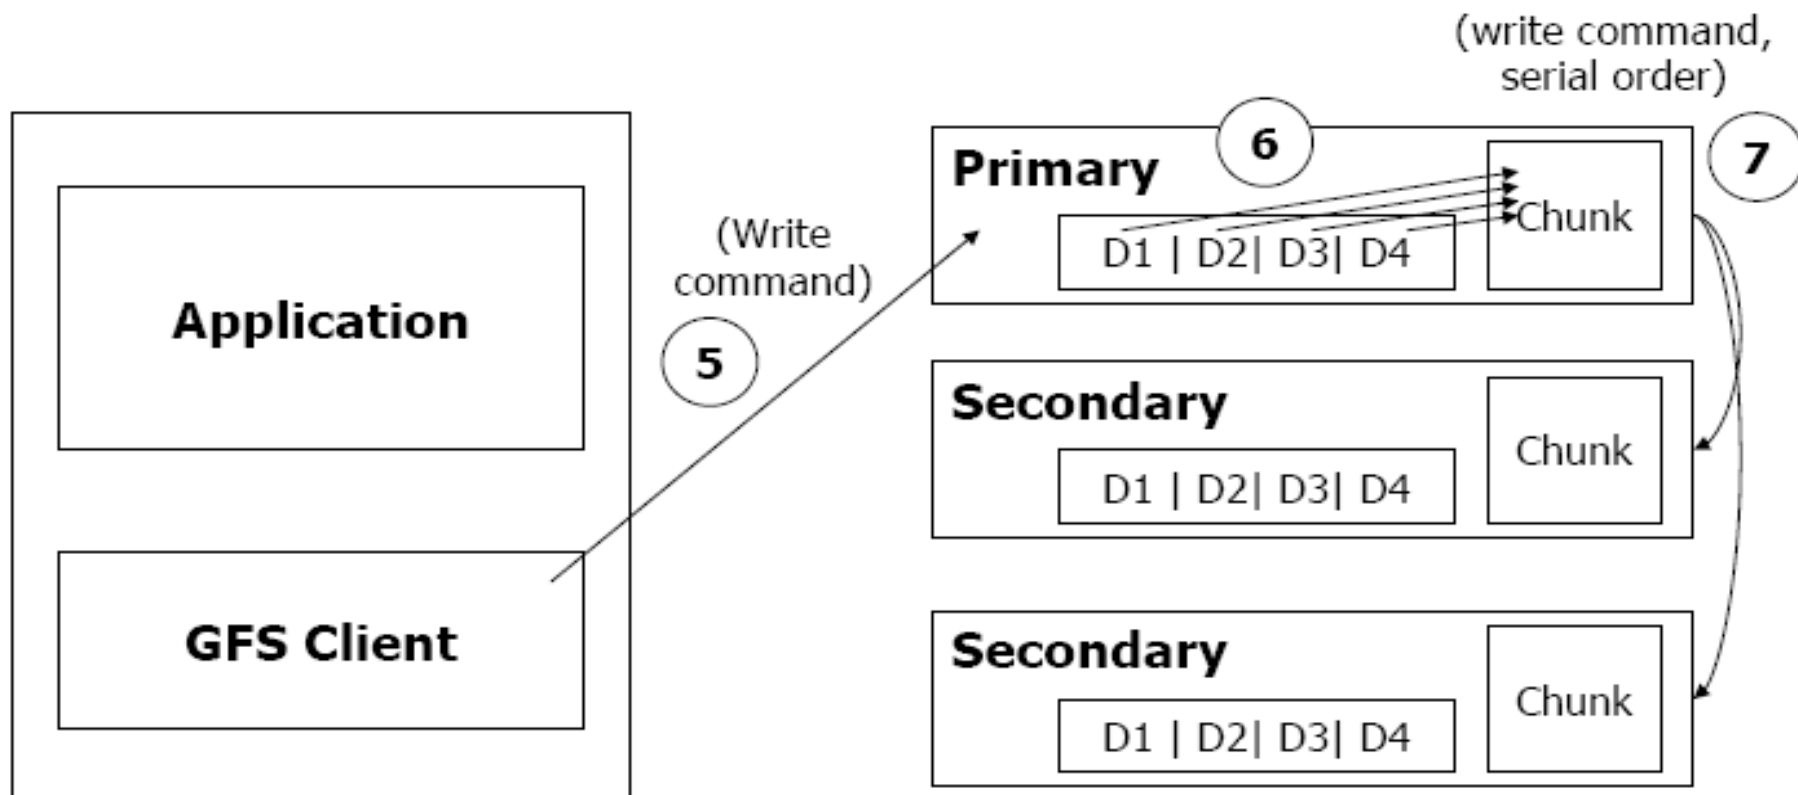 (write command,
serial order)
6
7
Primary
Chunk
D1 | D2| D3| D4
(Write
command)
5
Application
Secondary
Chunk
D1 | D2| D3| D4
GFS Client
Secondary
Chunk
D1 | D2| D3| D4